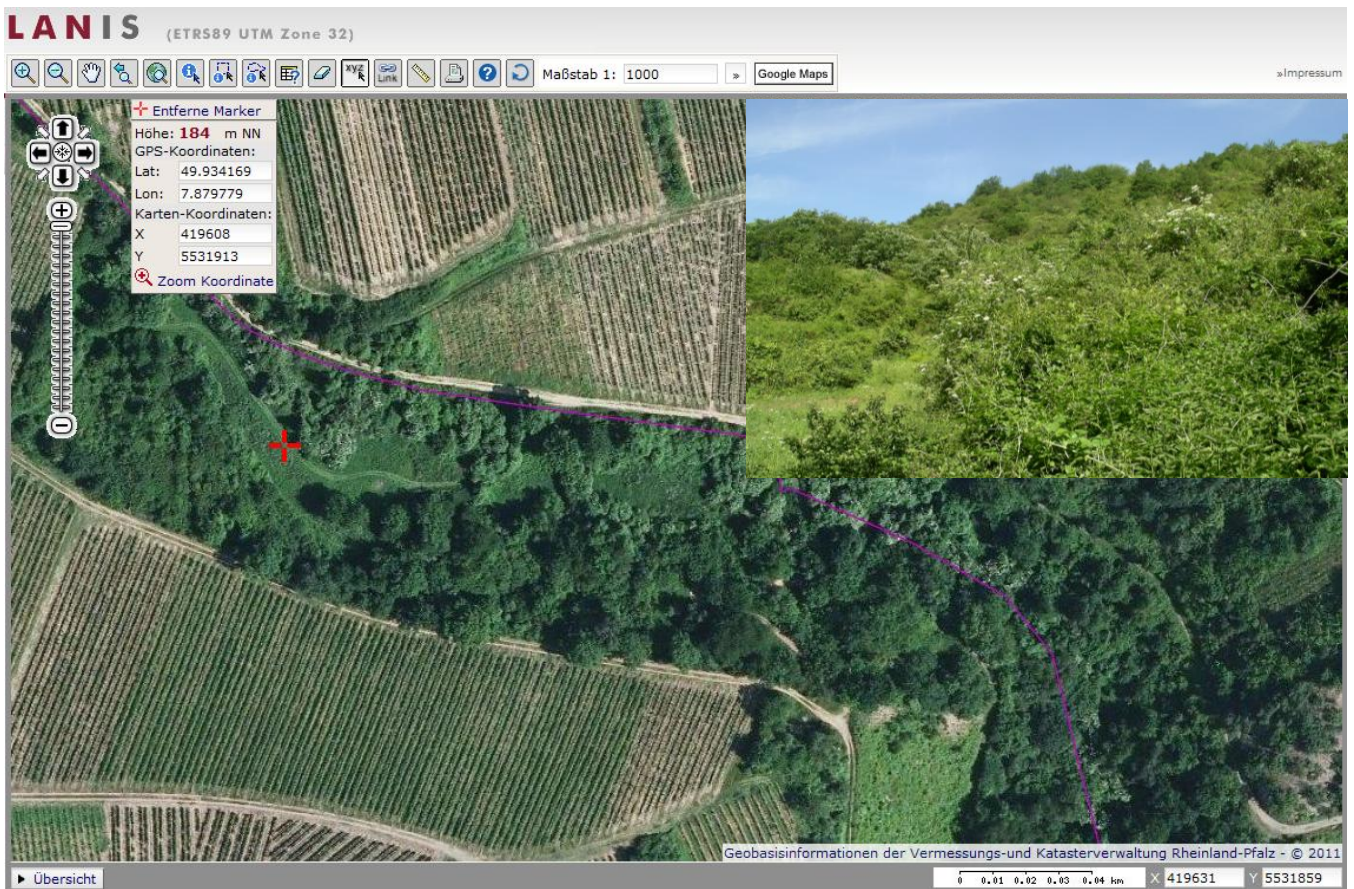 LANIS (ETRS89 UTM Zone 32)
xyz Link ? Maßstab 1: 1000 » Google Maps
»Impressum
Entferne Marker
Höhe: 184 m NN
GPS-Koordinaten:
Lat: 49.934169
Lon: 7.879779
Karten-Koordinaten:
X 419608
Y 5531913
Zoom Koordinate
Geobasisinformationen der Vermessungs-und Katasterverwaltung Rheinland-Pfalz - © 2011
Übersicht
0 0.01 0.02 0.03 0.04 km X 419631 Y 5531859